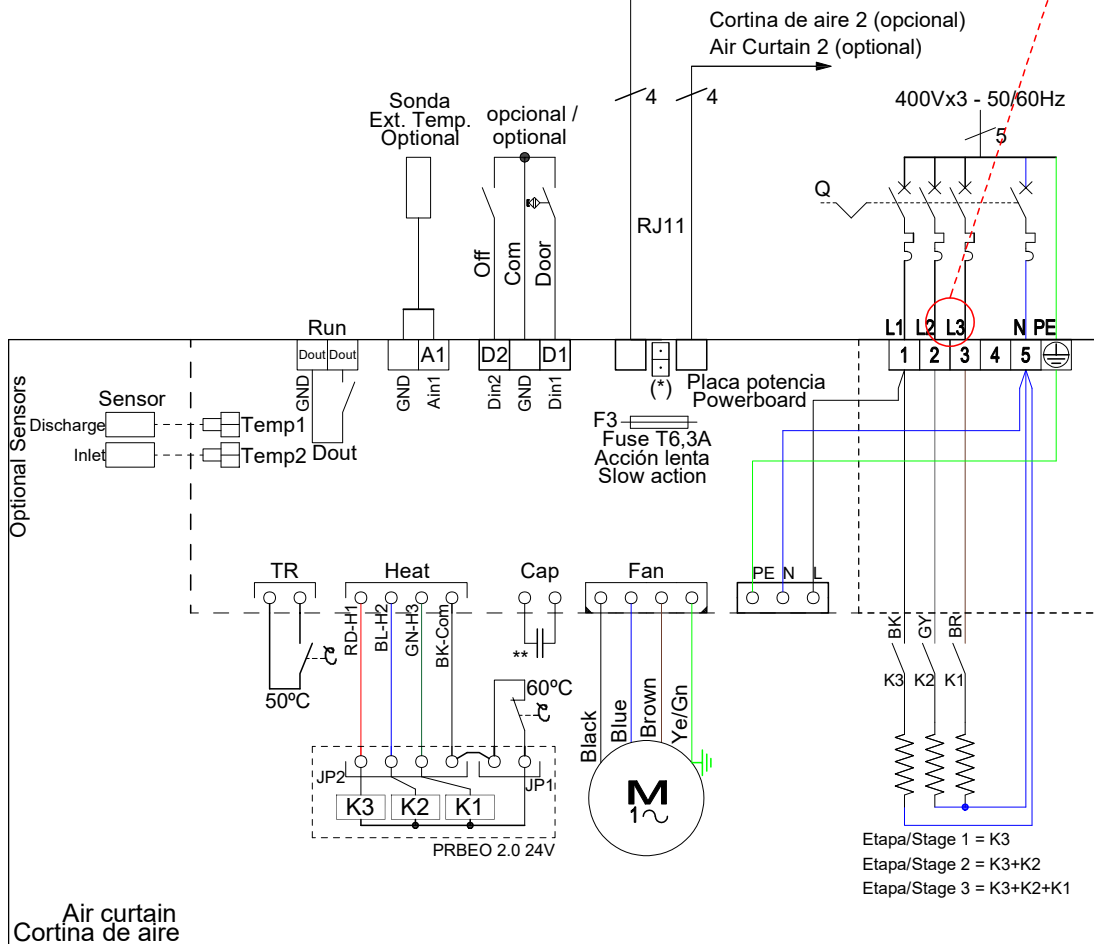 Cortina de aire 2 (opcional)
Air Curtain 2 (optional)
4
4
400Vx3 - 50/60Hz
5
Sonda
Ext. Temp.
Optional
opcional /
optional
Q
RJ11
Off
Com
Door
Run
L1
L2
L3
N
PE
Dout
Dout
A1
D2
D1
1
2
3
4
5
GND
GND
Ain1
Din2
GND
Din1
(*)
Placa potencia
Powerboard
Optional Sensors
Sensor
Discharge
Temp1
Inlet
Temp2
Dout
F3
Fuse T6,3A
Acción lenta
Slow action
TR
Heat
Cap
Fan
PE
N
L
RD-H1
BL-H2
GN-H3
BK-Com
**
50ºC
60ºC
Black
Blue
Brown
Ye/Gn
BK
GY
BR
K3
K2
K1
JP2
JP1
K3
K2
K1
M
1~
PRBEO 2.0 24V
Etapa/Stage 1 = K3
Etapa/Stage 2 = K3+K2
Etapa/Stage 3 = K3+K2+K1
Air curtain
Cortina de aire